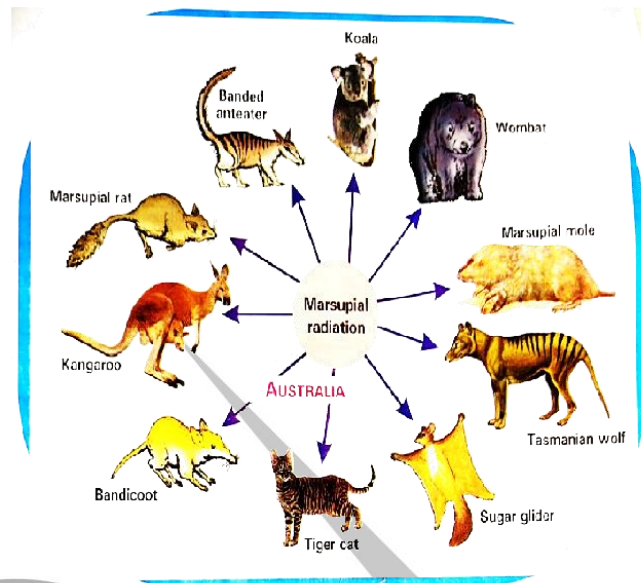 Koala
Banded
anteater
Wombat
Marsupial rat
Marsupial mole
Marsupial
radiation
Kangaroo
AUSTRALIA
Tasmanian wolf
Bandicoot
Sugar glider
Tiger cat